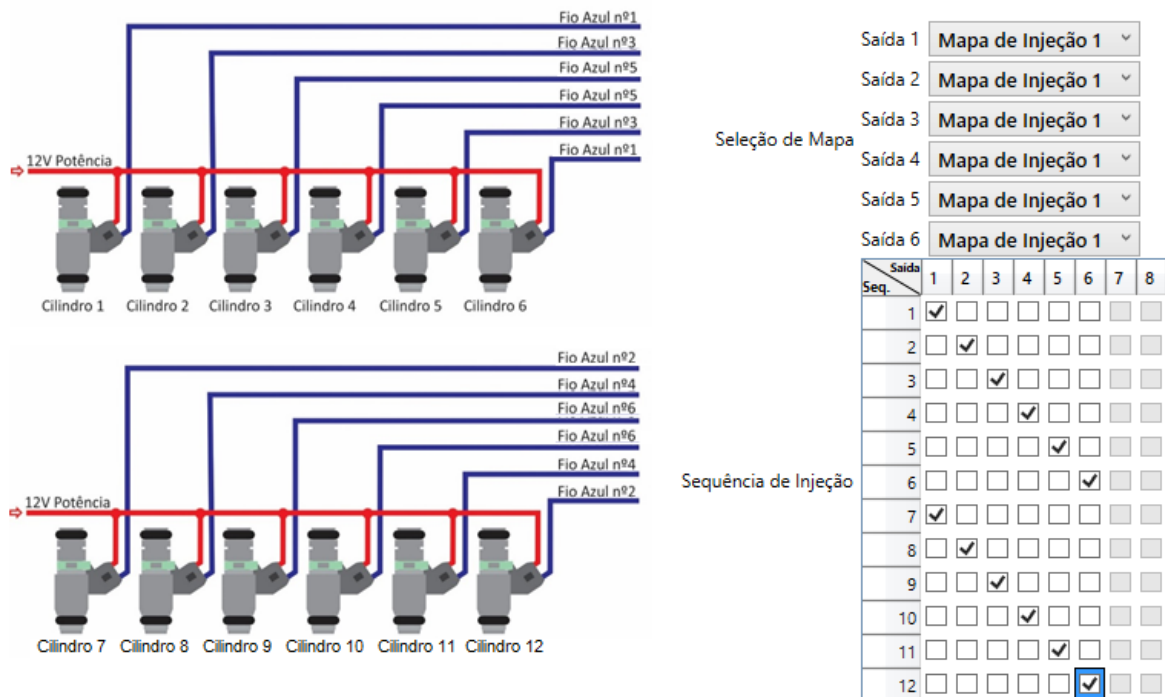 Fio Azul nº1
Fio Azul nº3
Fio Azul nº5
Fio Azul nº5
Fio Azul nº3
Fio Azul nº1
12V Potência
Cilindro 1 Cilindro 2 Cilindro 3 Cilindro 4 Cilindro 5 Cilindro 6
Fio Azul nº2
Fio Azul nº4
Fio Azul nº6
Fio Azul nº6
Fio Azul nº4
Fio Azul nº2
12V Potência
Cilindro 7 Cilindro 8 Cilindro 9 Cilindro 10 Cilindro 11 Cilindro 12
Seleção de Mapa
Saída 1 Mapa de Injeção 1
Saída 2 Mapa de Injeção 1
Saída 3 Mapa de Injeção 1
Saída 4 Mapa de Injeção 1
Saída 5 Mapa de Injeção 1
Saída 6 Mapa de Injeção 1
Sequência de Injeção
Saída 1 2 3 4 5 6 7 8
Seq.
1
2
3
4
5
6
7
8
9
10
11
12